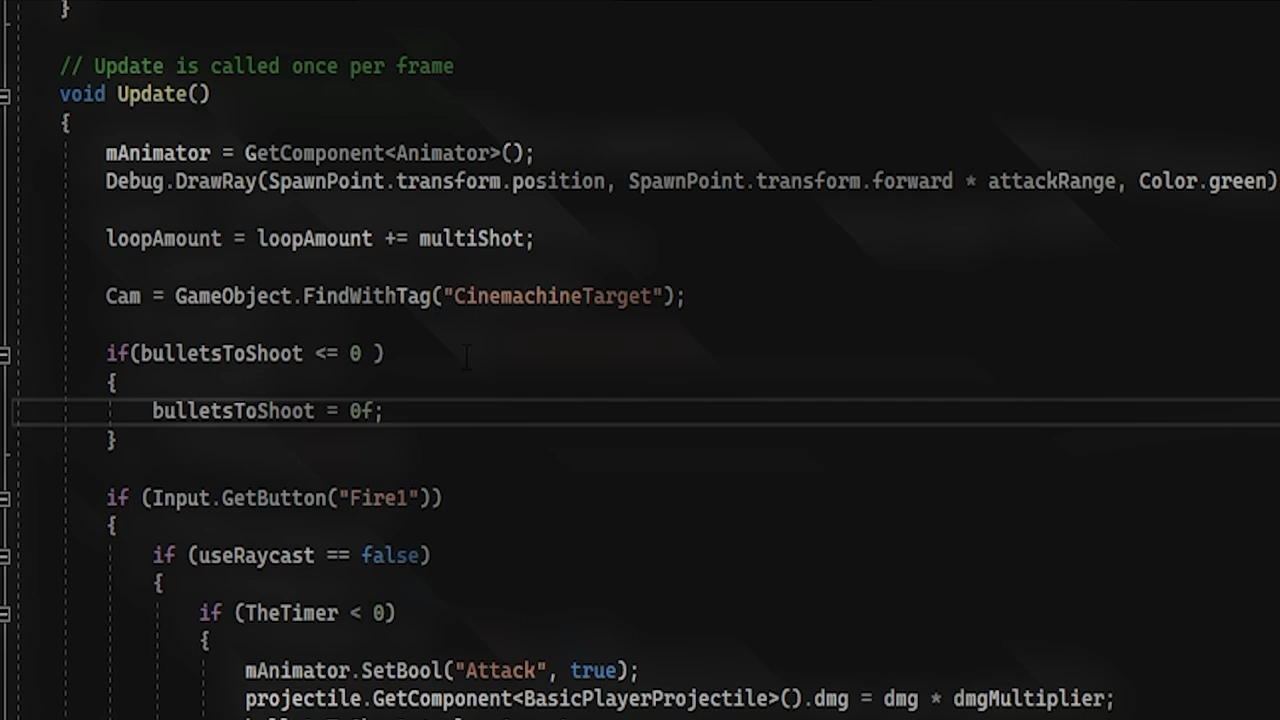 }
// Update is called once per frame
void Update()
{
mAnimator = GetComponent<Animator>();
Debug.DrawRay(SpawnPoint.transform.position, SpawnPoint.transform.forward * attackRange, Color.green)
loopAmount = loopAmount += multiShot;
Cam = GameObject.FindWithTag("CinemachineTarget");
if(bulletsToShoot <= 0 )
{
bulletsToShoot = 0f;
}
if (Input.GetButton("Fire1"))
{
if (useRaycast == false)
{
if (TheTimer < 0)
{
mAnimator.SetBool("Attack", true);
projectile.GetComponent<BasicPlayerProjectile>().dmg = dmg * dmgMultiplier;